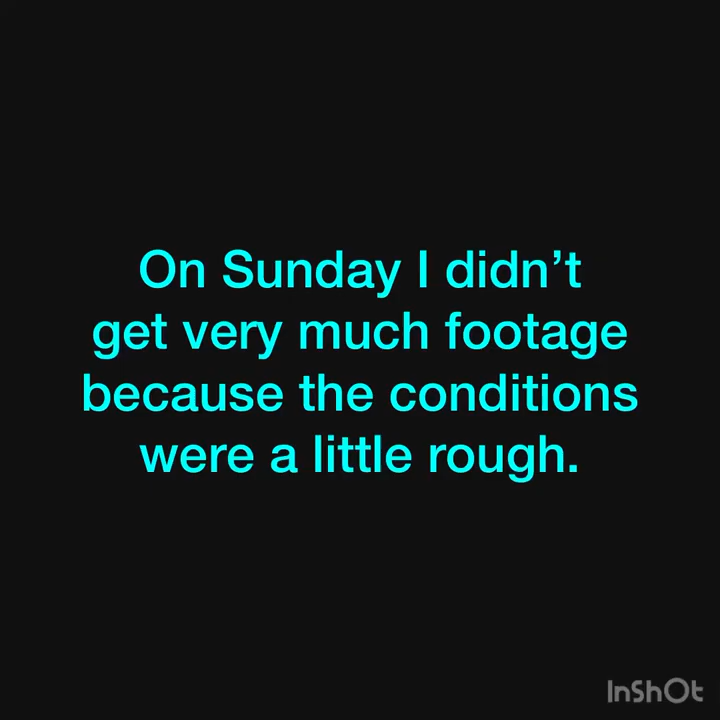 On Sunday I didn’t
get very much footage
because the conditions
were a little rough.
InShOt